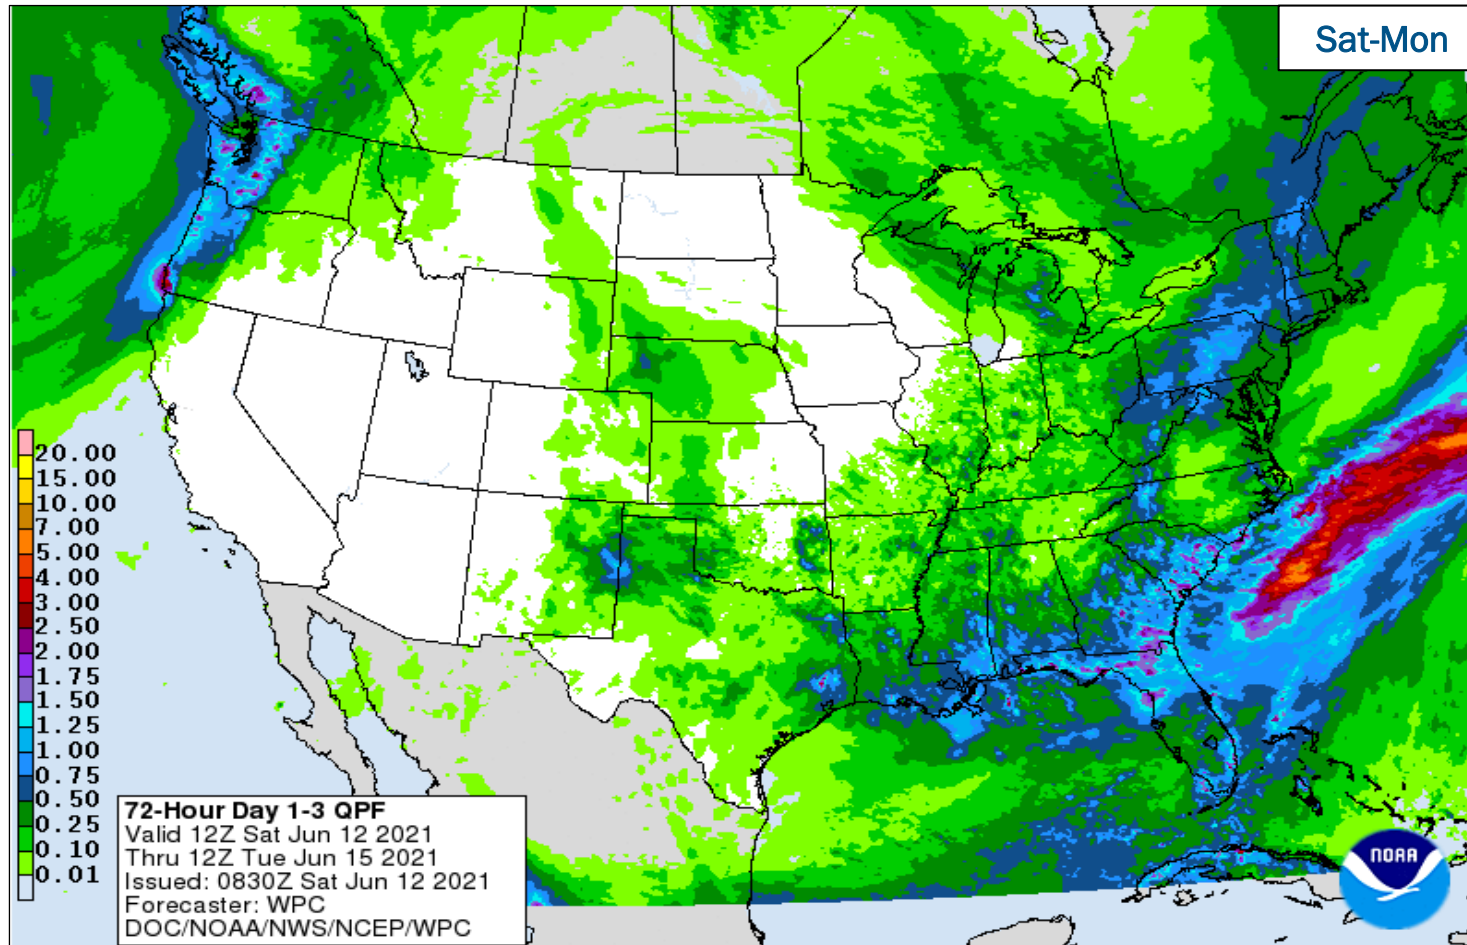 Sat-Mon
20.00
15.00
10.00
7.00
5.00
4.00
3.00
2.50
2.00
1.75
1.50
1.25
1.00
0.75
0.50
0.25
0.10
0.01
72-Hour Day 1-3 QPF
Valid 12Z Sat Jun 12 2021
Thru 12Z Tue Jun 15 2021
Issued: 0830Z Sat Jun 12 2021
Forecaster: WPC
DOC/NOAA/NWS/NCEP/WPC
NOAA